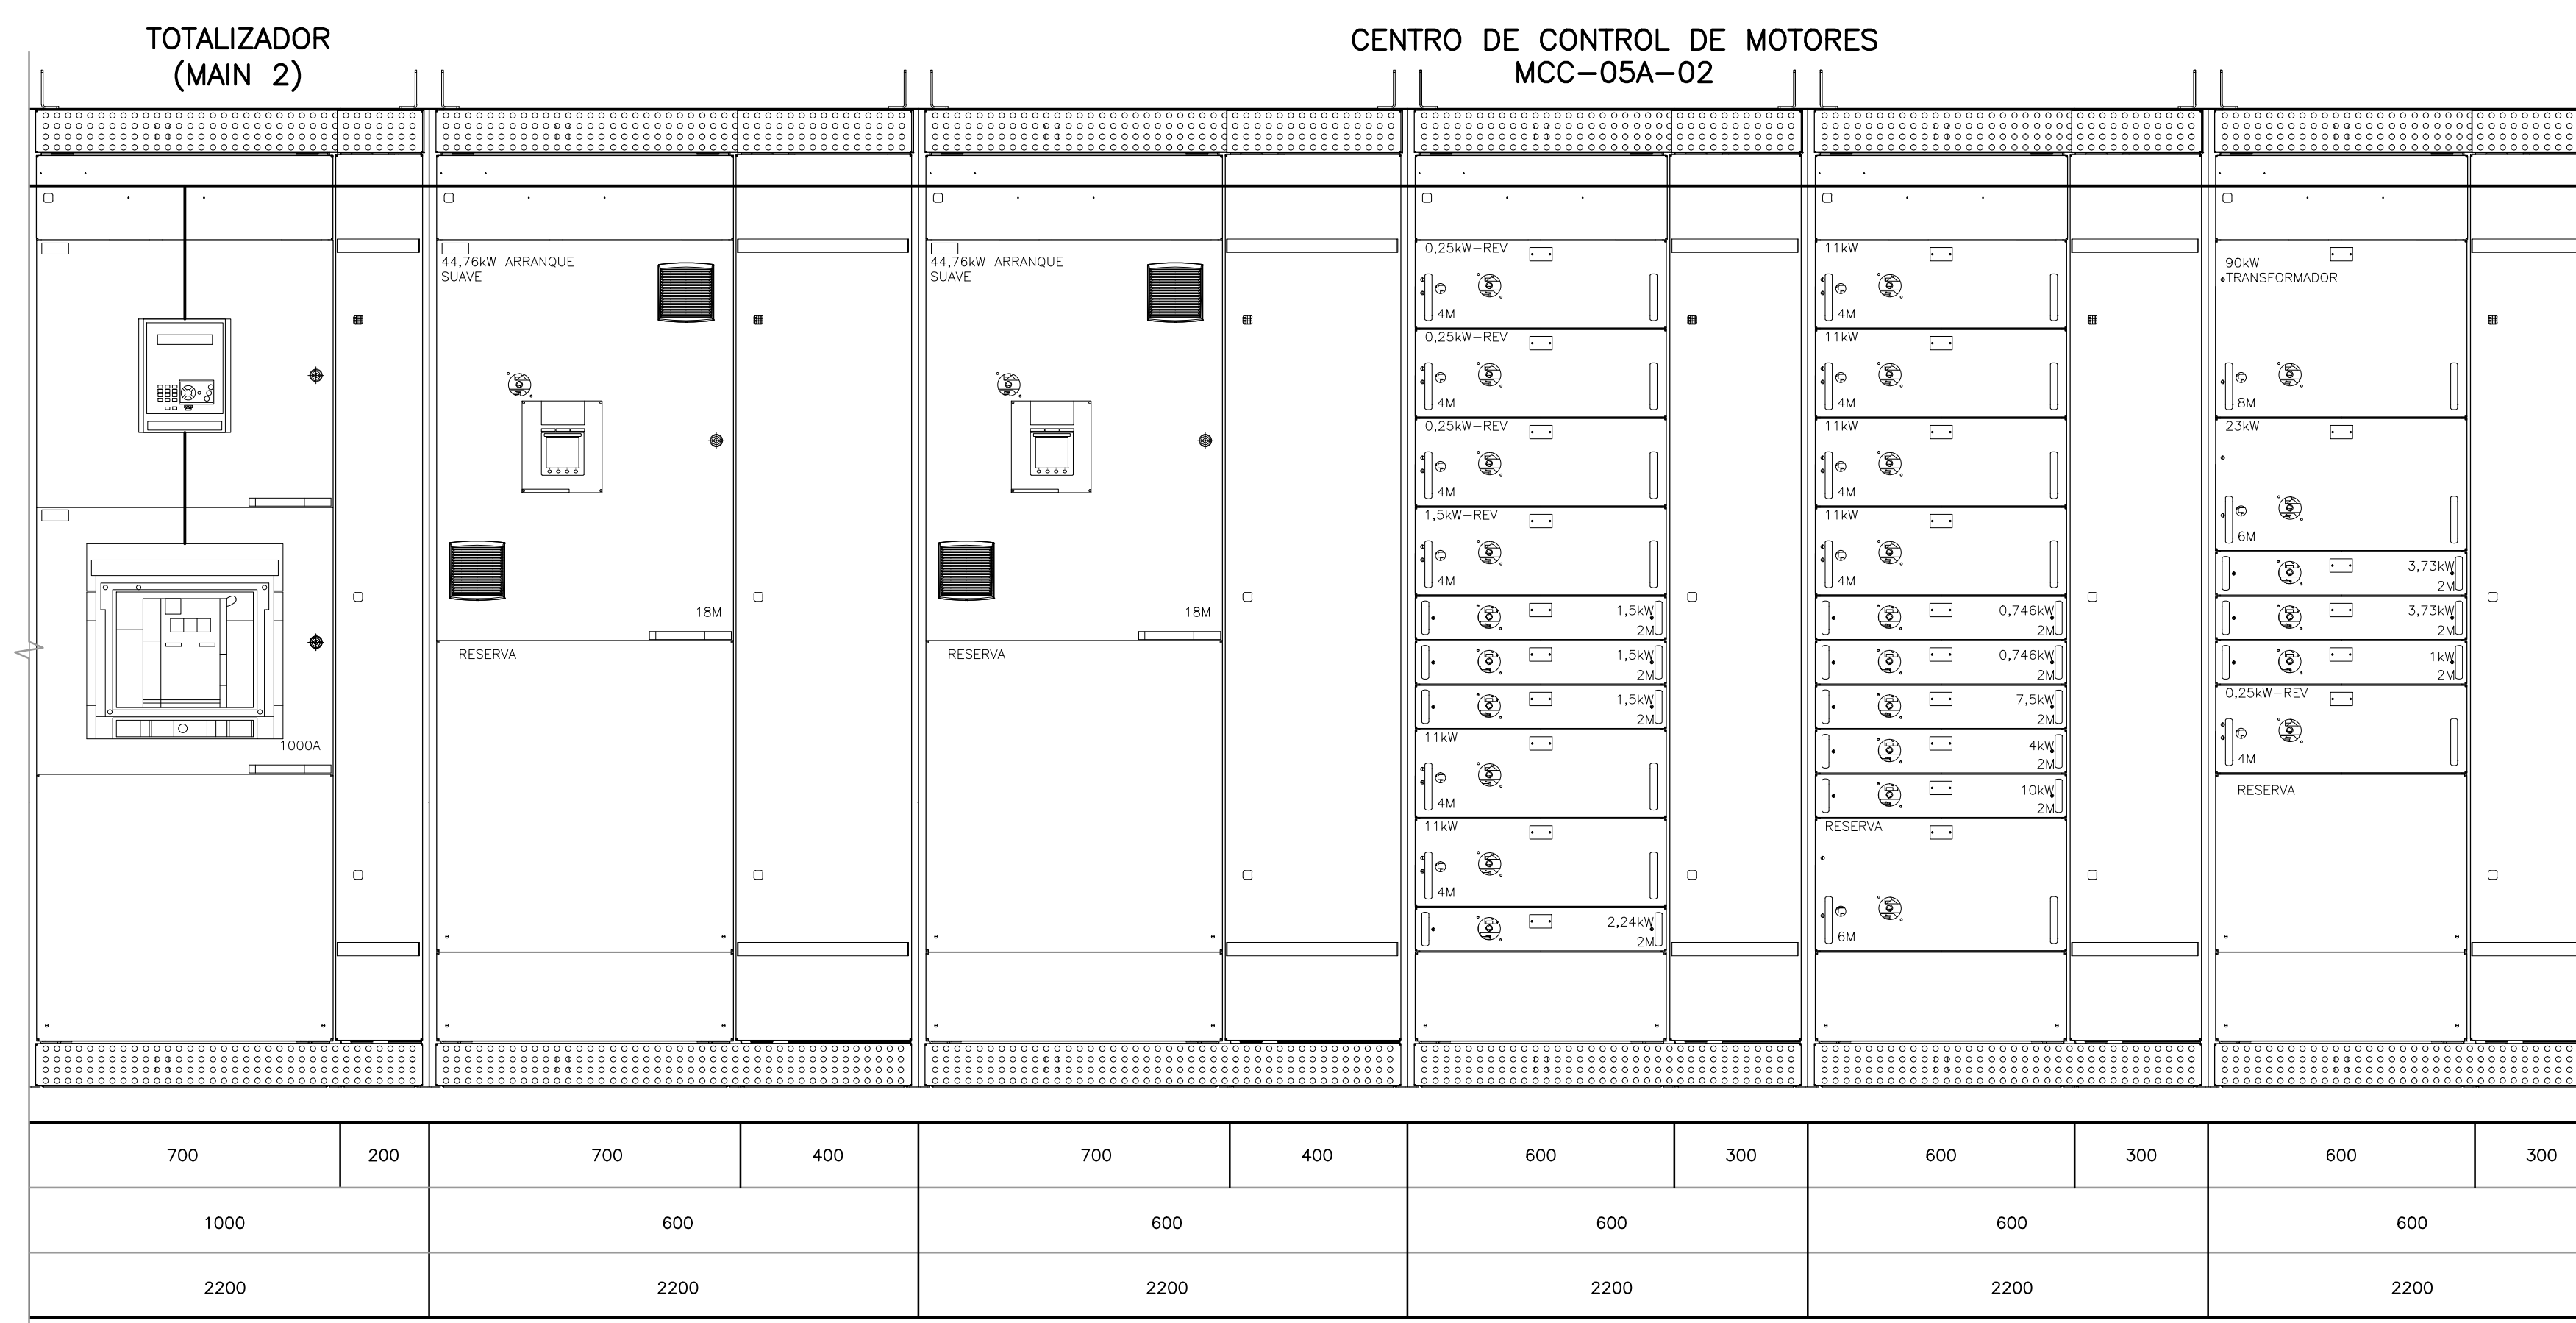 TOTALIZADOR
(MAIN 2)
CENTRO DE CONTROL DE MOTORES
MCC-05A-02
1000A
44,76kW ARRANQUE
SUAVE
18M
RESERVA
44,76kW ARRANQUE
SUAVE
18M
RESERVA
0,25kW-REV
4M
0,25kW-REV
4M
0,25kW-REV
4M
1,5kW-REV
4M
1,5kW
2M
1,5kW
2M
1,5kW
2M
11kW
4M
11kW
4M
2,24kW
2M
11kW
4M
11kW
4M
11kW
4M
11kW
4M
0,746kW
2M
0,746kW
2M
7,5kW
2M
4kW
2M
10kW
2M
RESERVA
6M
90kW
TRANSFORMADOR
8M
23kW
6M
3,73kW
2M
3,73kW
2M
1kW
2M
0,25kW-REV
4M
RESERVA
700 200 700 400 700 400 600 300 600 300 600 300
1000 600 600 600 600 600
2200 2200 2200 2200 2200 2200